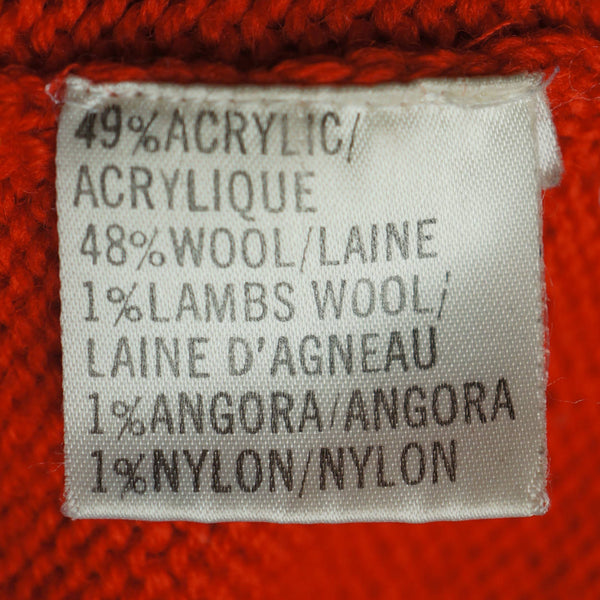 49%ACRYLIC/
ACRYLIQUE
48%WOOL/LAINE
1%LAMBS WOOL/
LAINE D'AGNEAU
1%ANGORA/ANGORA
1%NYLON/NYLON